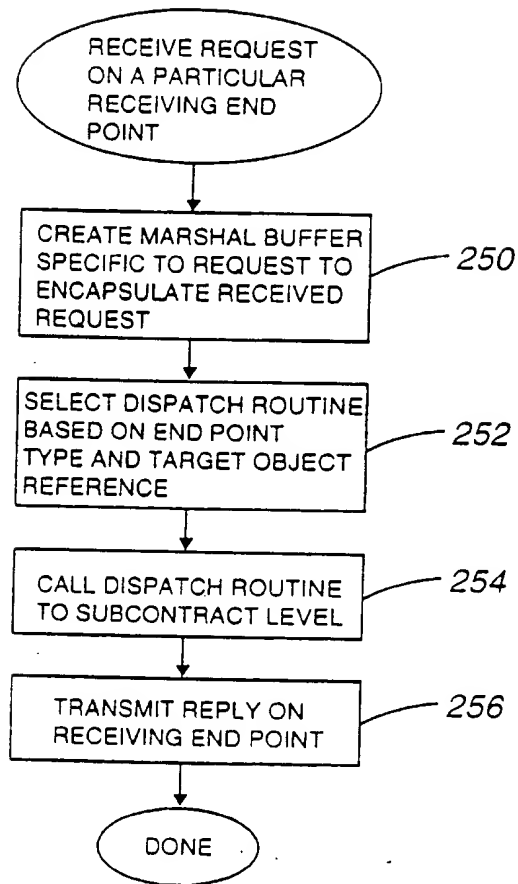 RECEIVE REQUEST
ON A PARTICULAR
RECEIVING END
POINT
CREATE MARSHAL BUFFER
SPECIFIC TO REQUEST TO
ENCAPSULATE RECEIVED
REQUEST
250
SELECT DISPATCH ROUTINE
BASED ON END POINT
TYPE AND TARGET OBJECT
REFERENCE
252
CALL DISPATCH ROUTINE
TO SUBCONTRACT LEVEL
254
TRANSMIT REPLY ON
RECEIVING END POINT
256
DONE